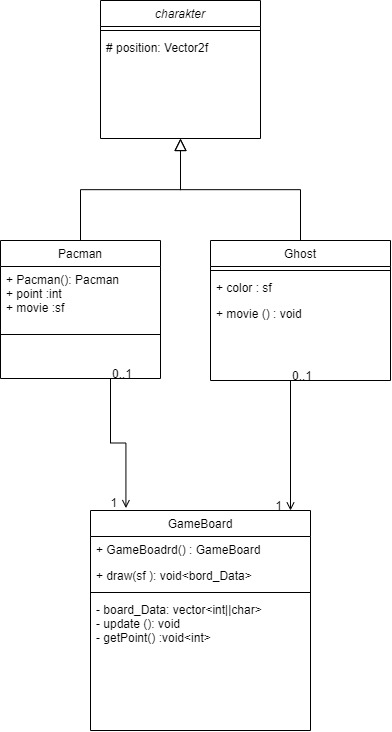 charakter
# position: Vector2f
Pacman
+ Pacman(): Pacman
+ point :int
+ movie :sf
Ghost
+ color : sf
+ movie () : void
0..1
0..1
1
1
GameBoard
+ GameBoadrd() : GameBoard
+ draw(sf ): void<bord_Data>
- board_Data: vector<int||char>
- update (): void
- getPoint() :void<int>